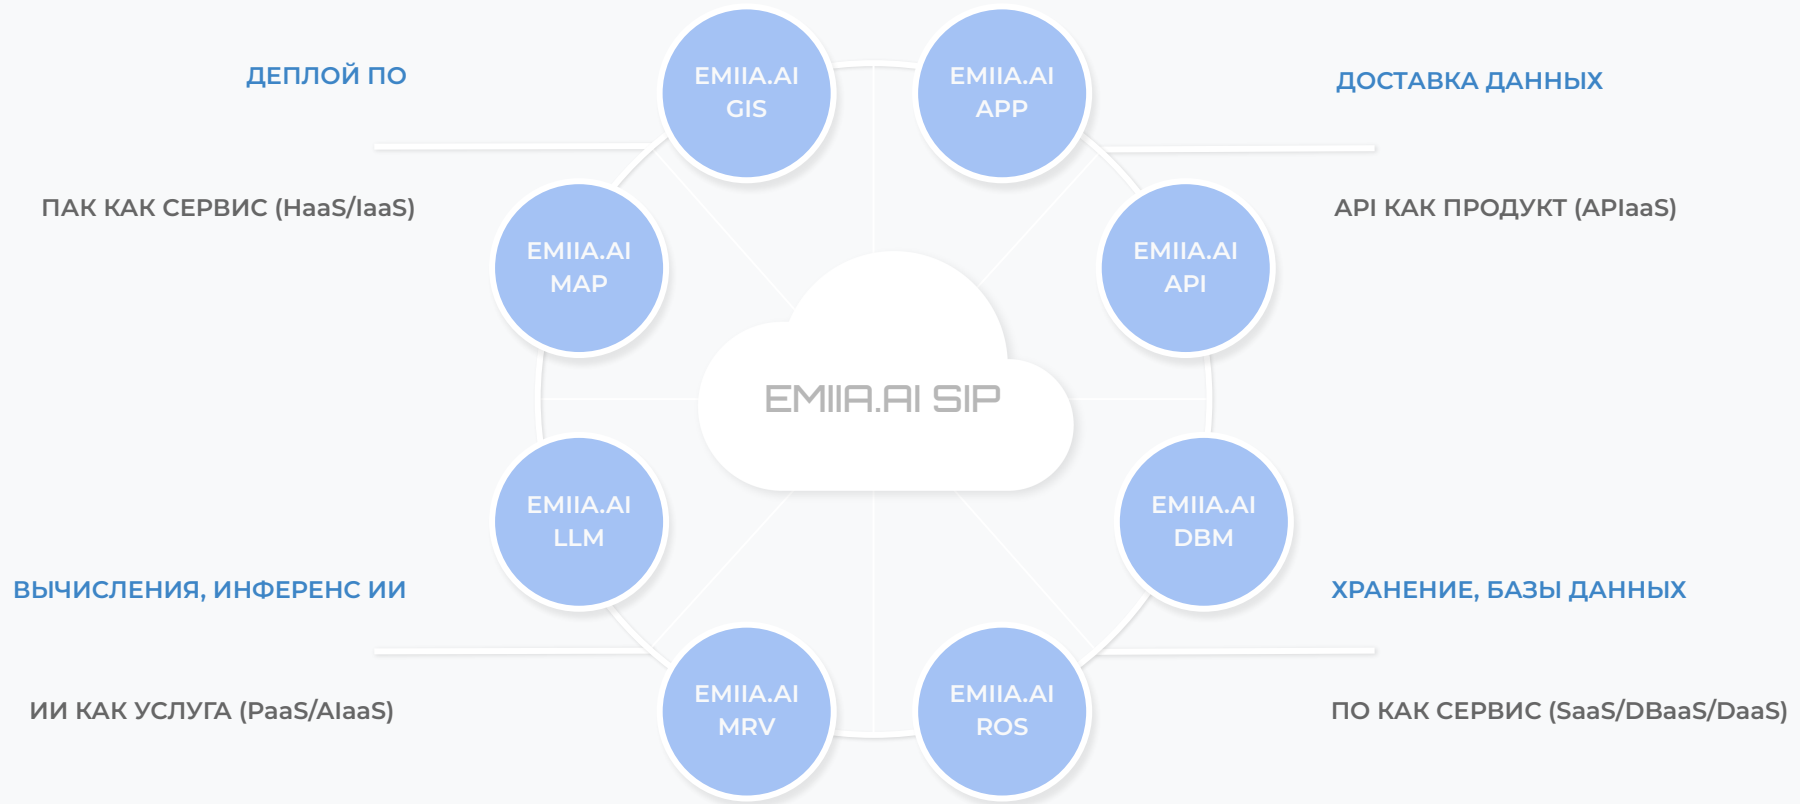 ДЕПЛОЙ ПО
ПАК КАК СЕРВИС (HaaS/IaaS)
EMIIA.AI
GIS
EMIIA.AI
APP
ДОСТАВКА ДАННЫХ
API КАК ПРОДУКТ (APIaaS)
EMIIA.AI
MAP
EMIIA.AI
API
EMIIA.AI SIP
EMIIA.AI
LLM
EMIIA.AI
DBM
ВЫЧИСЛЕНИЯ, ИНФЕРЕНС ИИ
ИИ КАК УСЛУГА (PaaS/AIaaS)
EMIIA.AI
MRV
EMIIA.AI
ROS
ХРАНЕНИЕ, БАЗЫ ДАННЫХ
ПО КАК СЕРВИС (SaaS/DBaaS/DaaS)